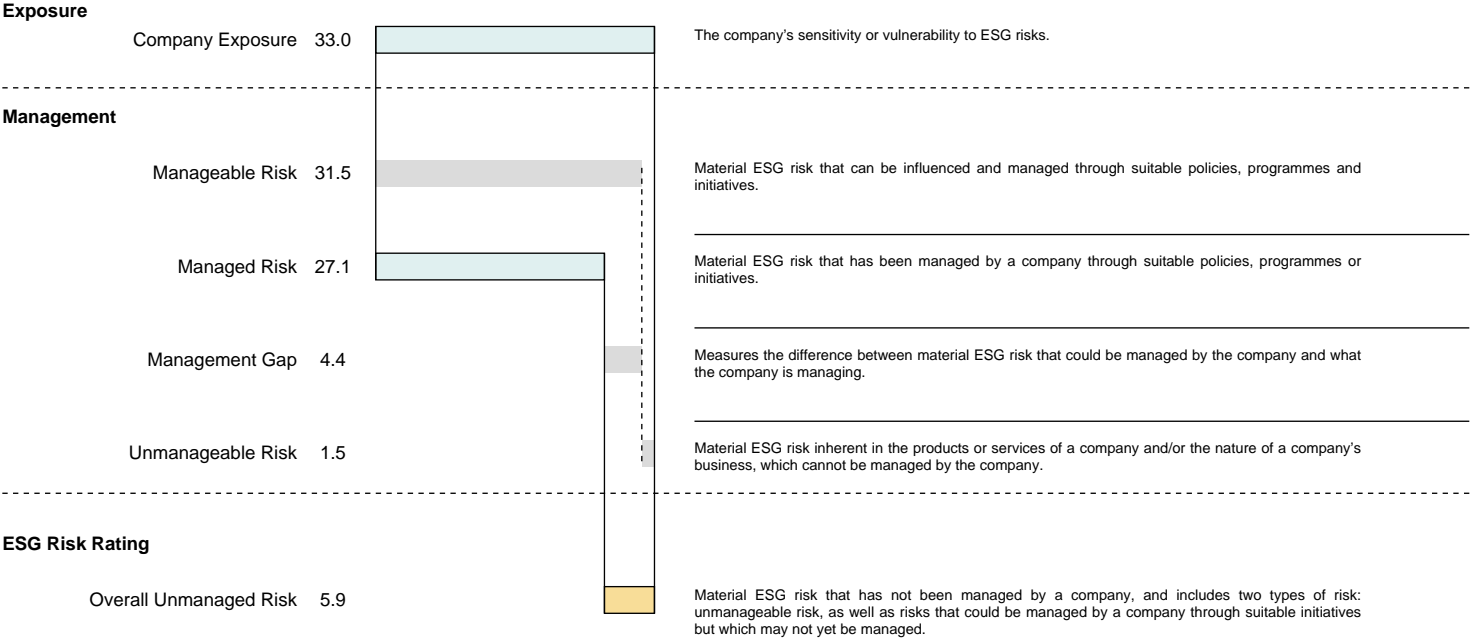 Exposure
Company Exposure 33.0
The company’s sensitivity or vulnerability to ESG risks.
Management
Manageable Risk 31.5
Material ESG risk that can be influenced and managed through suitable policies, programmes and
initiatives.
Managed Risk 27.1
Material ESG risk that has been managed by a company through suitable policies, programmes or
initiatives.
Management Gap 4.4
Measures the difference between material ESG risk that could be managed by the company and what
the company is managing.
Unmanageable Risk 1.5
Material ESG risk inherent in the products or services of a company and/or the nature of a company’s
business, which cannot be managed by the company.
ESG Risk Rating
Overall Unmanaged Risk 5.9
Material ESG risk that has not been managed by a company, and includes two types of risk:
unmanageable risk, as well as risks that could be managed by a company through suitable initiatives
but which may not yet be managed.